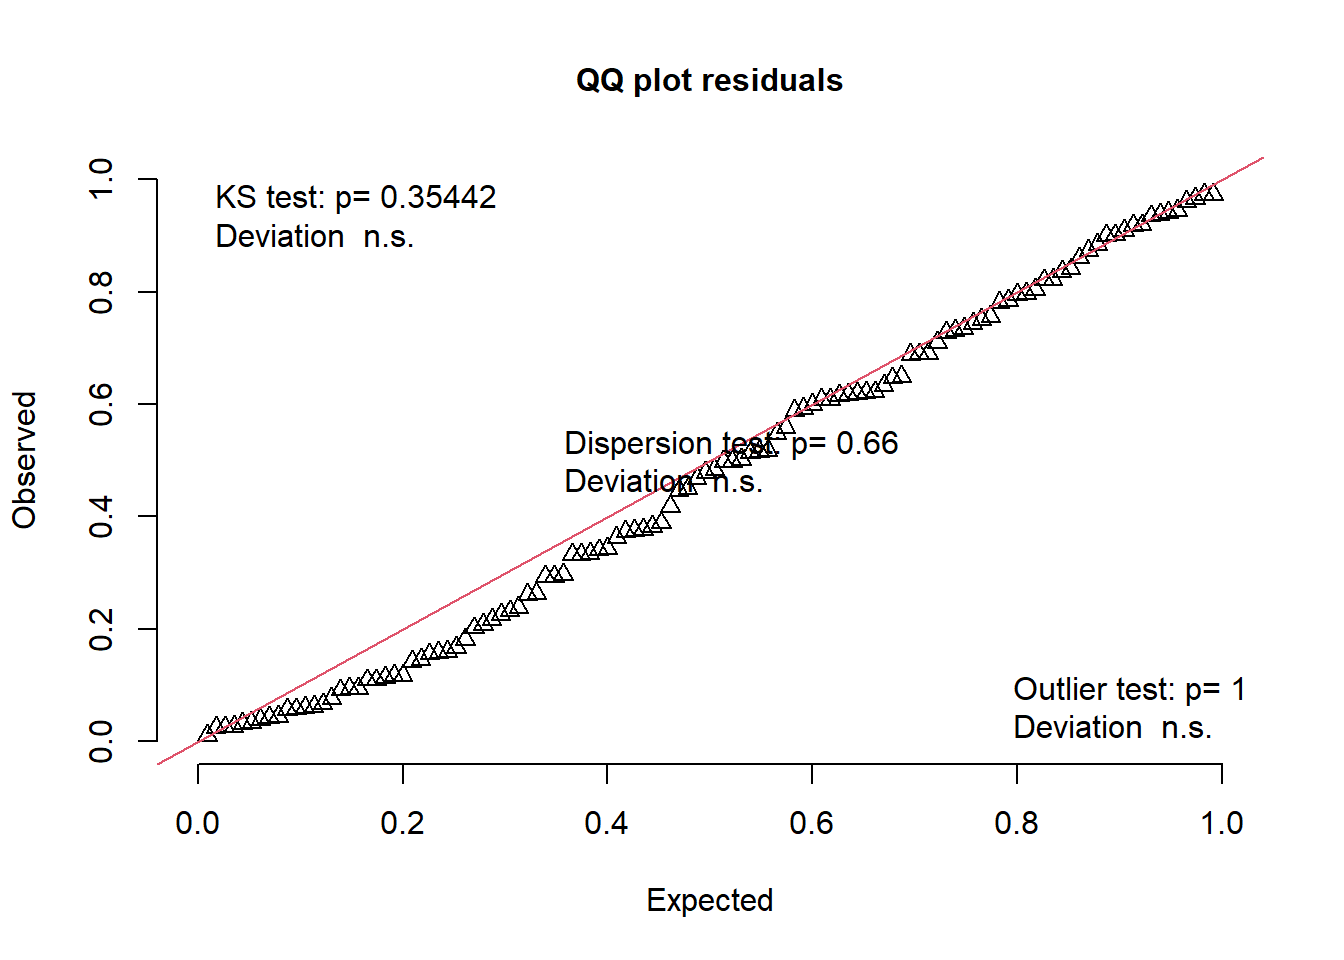 QQ plot residuals
KS test: p= 0.35442
Deviation  n.s.
Dispersion test: p= 0.66
Deviation  n.s.
Outlier test: p= 1
Deviation  n.s.
Observed
0.0
0.2
0.4
0.6
0.8
1.0
0.0 0.2 0.4 0.6 0.8 1.0
Expected